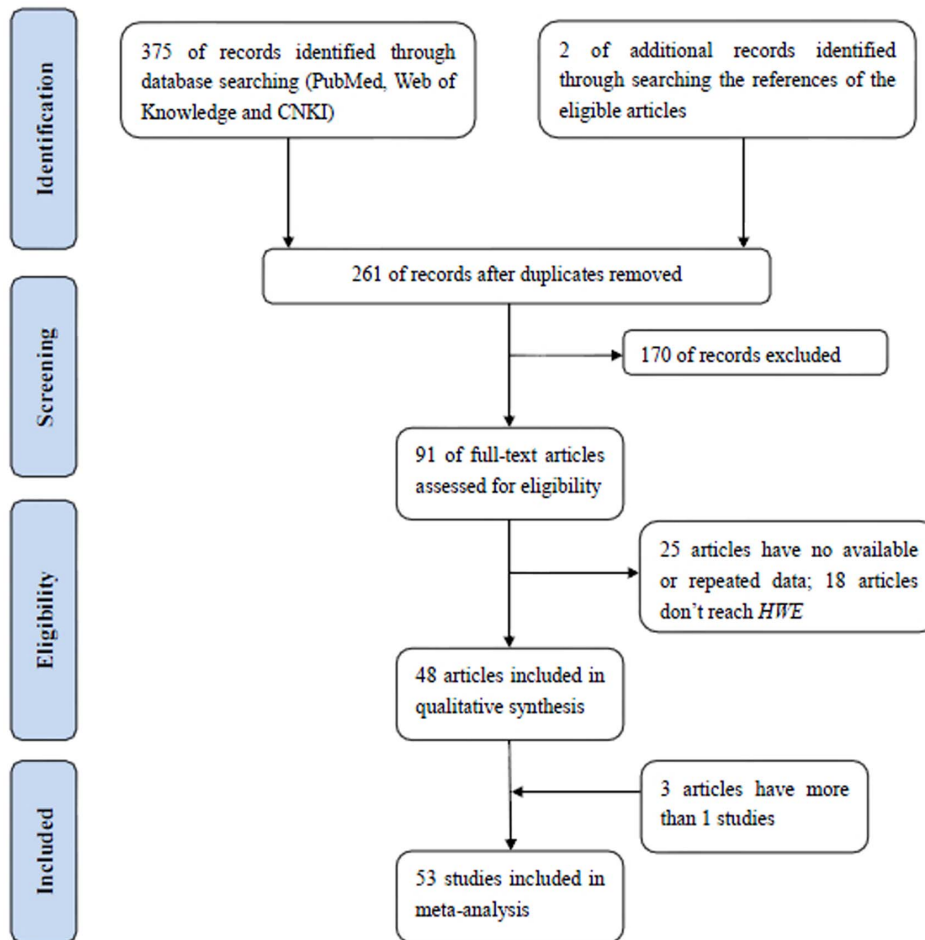 Identification
375 of records identified through
database searching (PubMed, Web of
Knowledge and CNKI)
2 of additional records identified
through searching the references of the
eligible articles
261 of records after duplicates removed
Screening
170 of records excluded
91 of full-text articles
assessed for eligibility
Eligibility
25 articles have no available
or repeated data; 18 articles
don’t reach HWE
48 articles included in
qualitative synthesis
Included
3 articles have more
than 1 studies
53 studies included in
meta-analysis